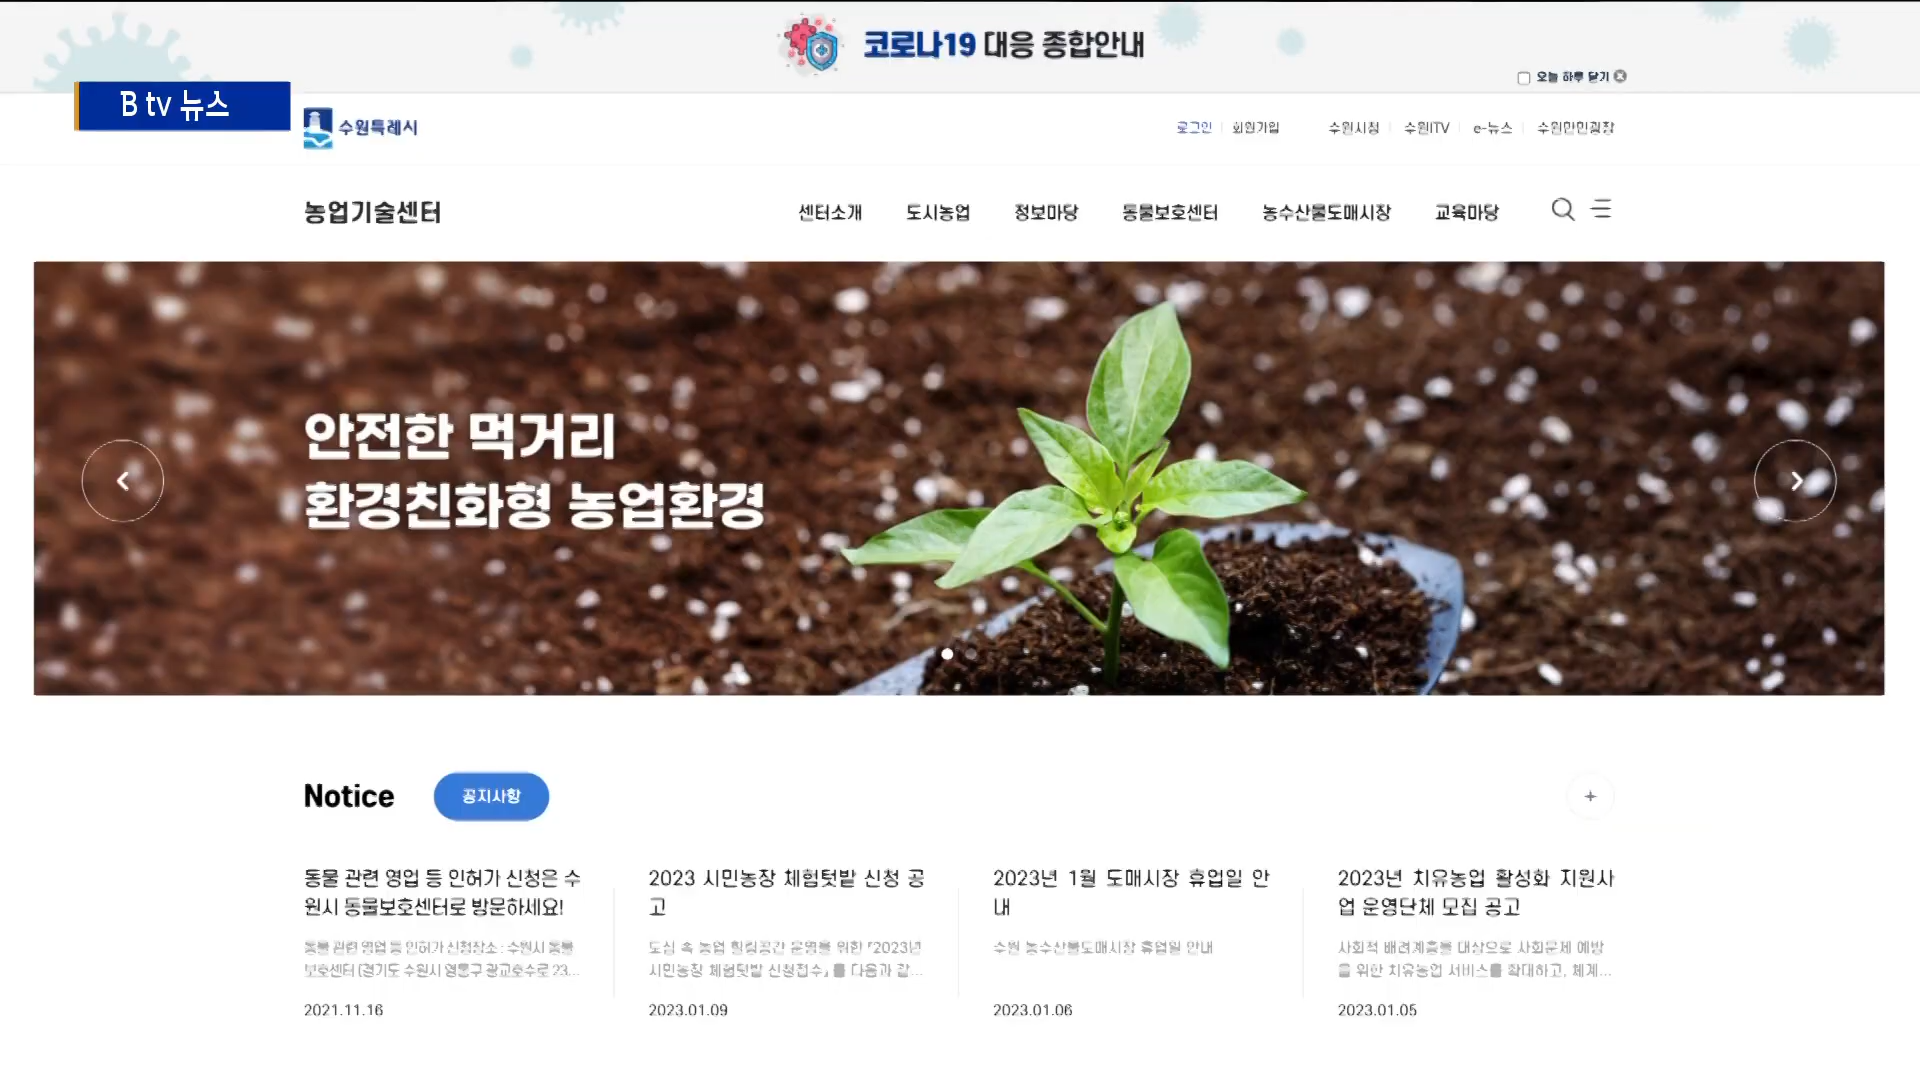 코로나19 대응 종합안내
오늘 하루 닫기
B tv 뉴스
수원특례시
로그인 회원가입 수원시청 수원ITV e-뉴스 수원만민광장
농업기술센터
센터소개 도시농업 정보마당 동물보호센터 농수산물도매시장 교육마당
안전한 먹거리
환경친화형 농업환경
Notice 공지사항
동물 관련 영업 등 인허가 신청은 수
원시 동물보호센터로 방문하세요!
동물 관련 영업 등 인허가 신청장소 : 수원시 동물
보호센터 (경기도 수원시 영통구 광교호수로 23...
2021.11.16
2023 시민농장 체험텃밭 신청 공
고
도심 속 농업 힐링공간 운영을 위한 「2023년
시민농장 체험텃밭 신청접수」를 다음과 같...
2023.01.09
2023년 1월 도매시장 휴업일 안
내
수원 농수산물도매시장 휴업일 안내
2023.01.06
2023년 치유농업 활성화 지원사
업 운영단체 모집 공고
사회적 배려계층을 대상으로 사회문제 예방
을 위한 치유농업 서비스를 확대하고, 체계...
2023.01.05